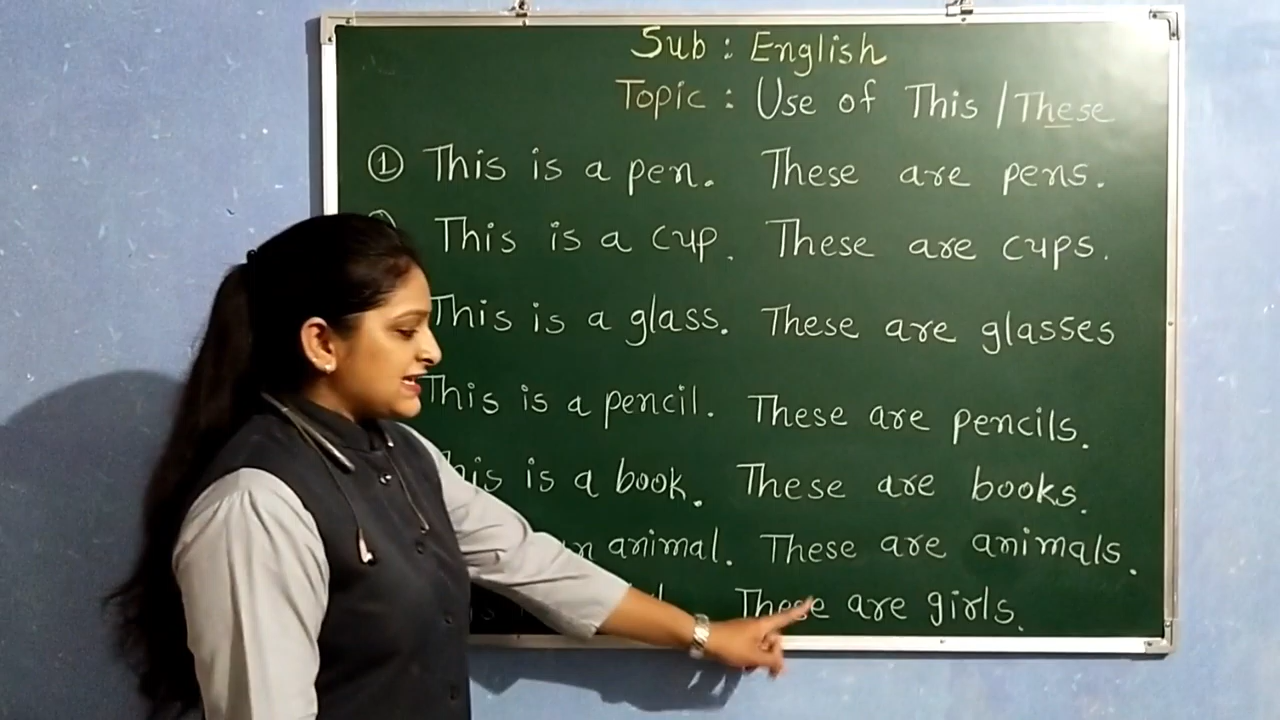 Sub : English
Topic : Use of This / These
① This is a pen. These are pens.
This is a cup. These are cups.
This is a glass. These are glasses
This is a pencil. These are pencils.
is a book. These are books.
animal. These are animals.
These are girls.